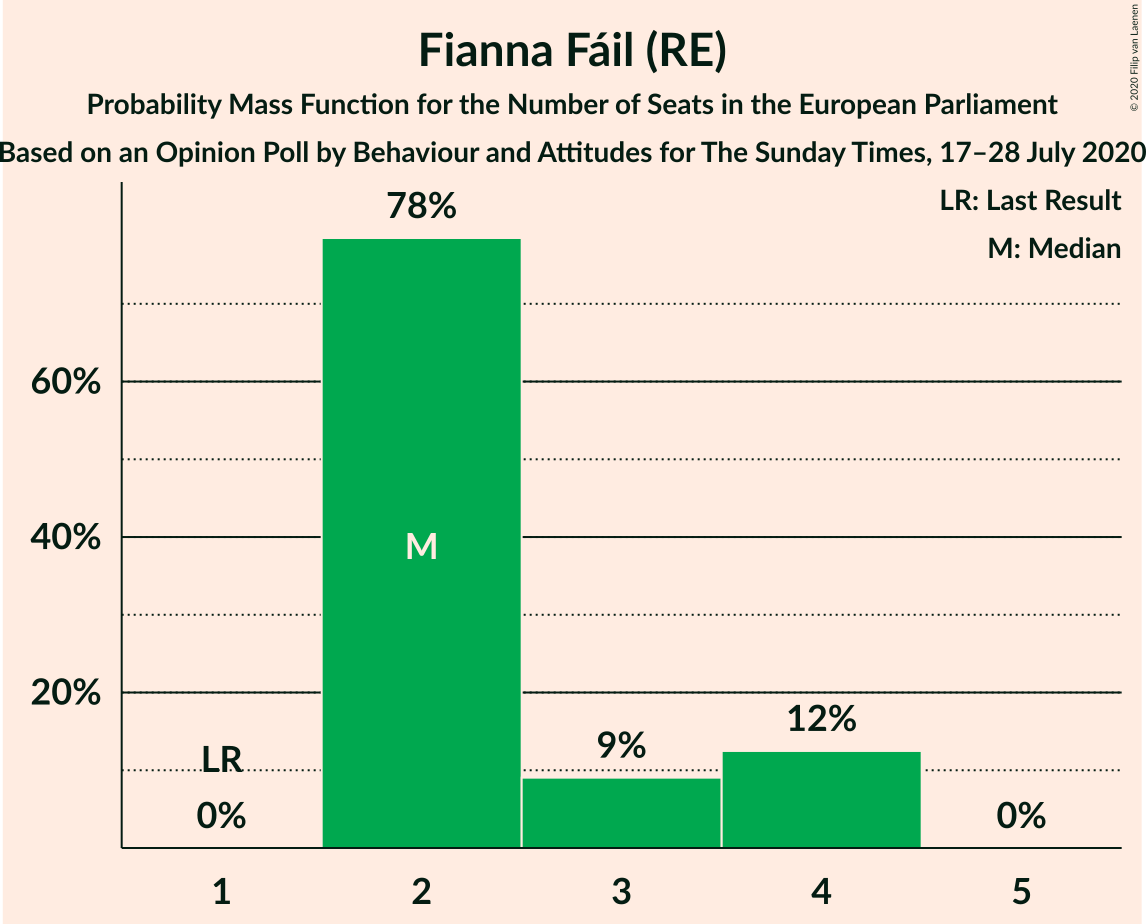 Fianna Fáil (RE)
Probability Mass Function for the Number of Seats in the European Parliament
Based on an Opinion Poll by Behaviour and Attitudes for The Sunday Times, 17–28 July 2020
© 2020 Filip van Laenen
LR: Last Result
M: Median
78%
60%
40%
M
20%
12%
9%
LR
0%
0%
1
2
3
4
5